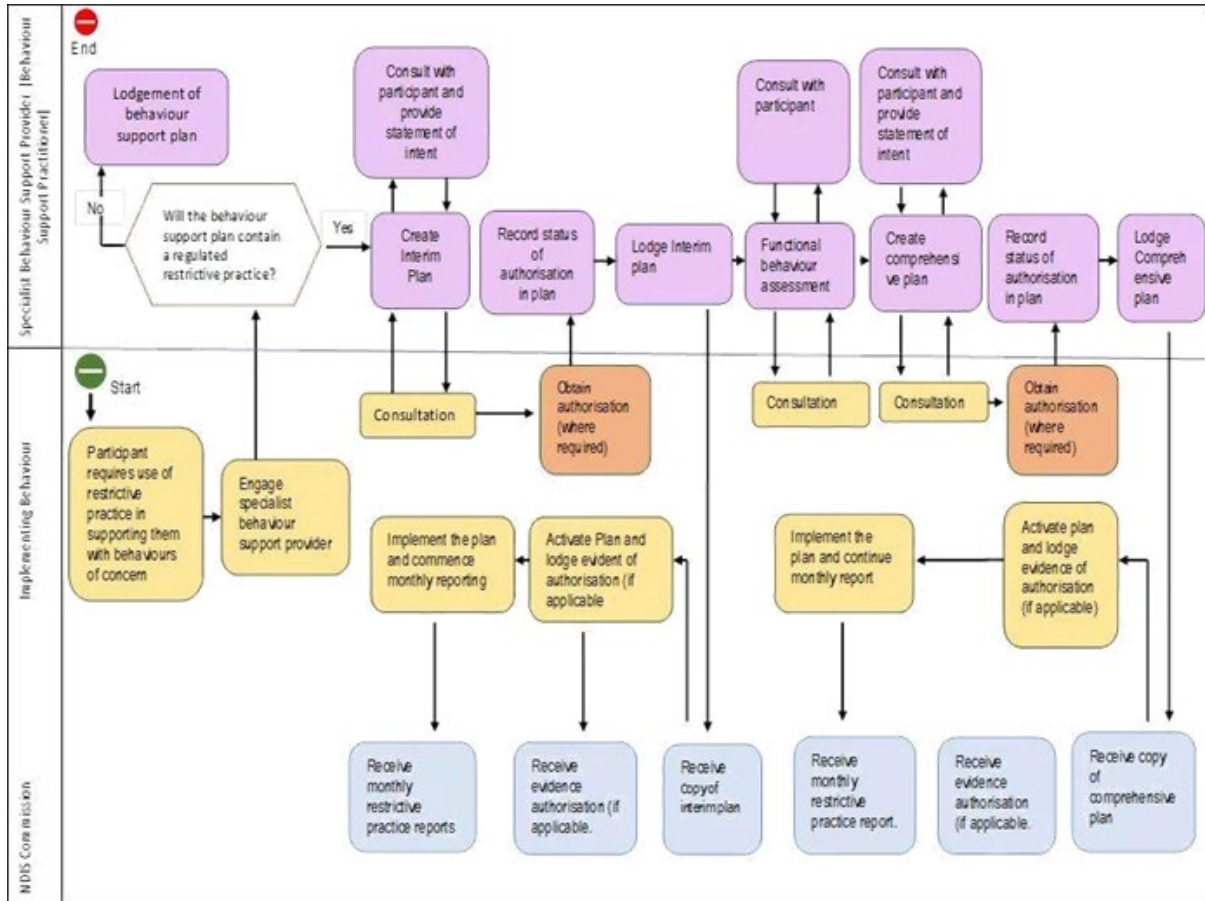 End
Lodgement of
behaviour
support plan
No
Will the behaviour
support plan contain
a regulated
restrictive practice?
Yes
Consult with
participant and
provide
statement of
intent
Create
Interim
Plan
Record status of
authorisation
in plan
Lodge Interim
plan
Consult with
participant
Functional
behaviour
assessment
Consult with
participant and
provide
statement of
intent
Create
comprehens
ive plan
Record
status of
authorisation
in plan
Lodge
Compreh
ensive
plan
Specialist Behaviour Support Provider [Behaviour
Support Practitioner]
Start
Participant
requires use of
restrictive
practice in
supporting them
with behaviours
of concern
Engage
specialist
behaviour
support provider
Consultation
Obtain
authorisation
(where
required)
Consultation
Consultation
Obtain
authorisation
(where
required)
Implement the plan
and commence
monthly reporting
Activate Plan and
lodge evident of
authorisation (if
applicable
Implement the
plan and continue
monthly report
Activate plan
and lodge
evidence of
authorisation
(if applicable)
Implementing Behaviour
Receive
monthly
restrictive
practice reports
Receive
evidence
authorisation (if
applicable.
Receive
copy of
interim plan
Receive
monthly
restrictive
practice report.
Receive
evidence
authorisation
(if applicable.
Receive copy
of
comprehensive
plan
NDIS Commission